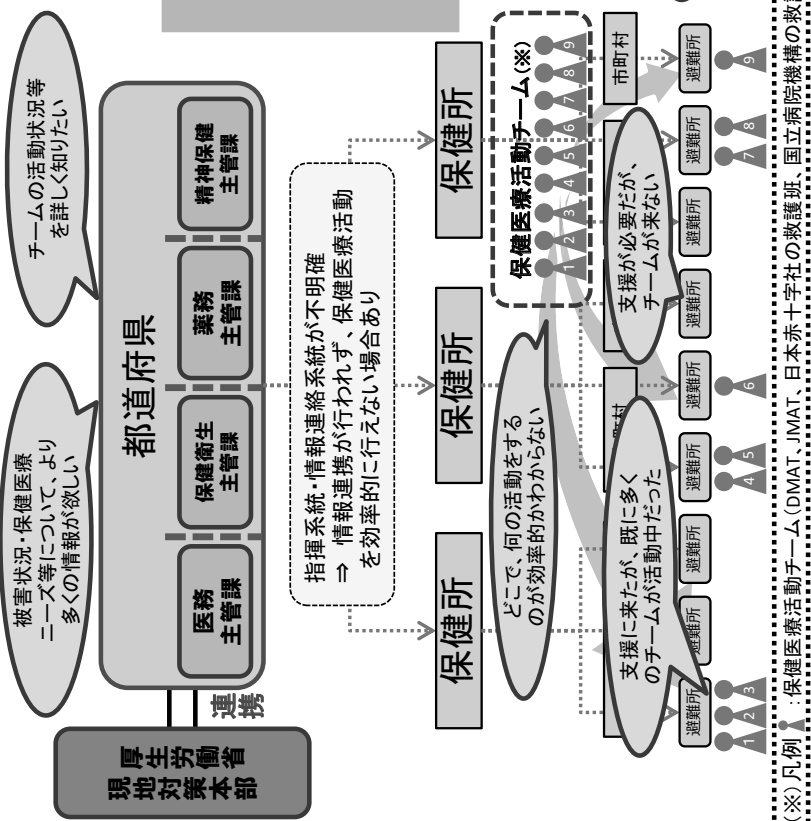 被害状況・保健医療
ニーズ等について、より
多くの情報が欲しい
チームの活動状況等
を詳しく知りたい
厚生労働省
現地対策本部
連携
都道府県
医務
主管課
保健衛生
主管課
薬務
主管課
精神保健
主管課
指揮系統・情報連絡系統が不明確
⇒ 情報連携が行われず、保健医療活動
を効率的に行えない場合あり
保健所
保健所
保健所
どこで、何の活動をする
のが効率的かわからない
保健医療活動チーム(※)
1 2 3 4 5 6 7 8 9
市町村
支援に来たが、既に多く
のチームが活動中だった
支援が必要だが、
チームが来ない
避難所
避難所
避難所
避難所
避難所
避難所
避難所
避難所
避難所
1 2 3
4 5
6
7 8
9
(※)凡例 :保健医療活動チーム(DMAT、JMAT、日本赤十字社の救護班、国立病院機構の救